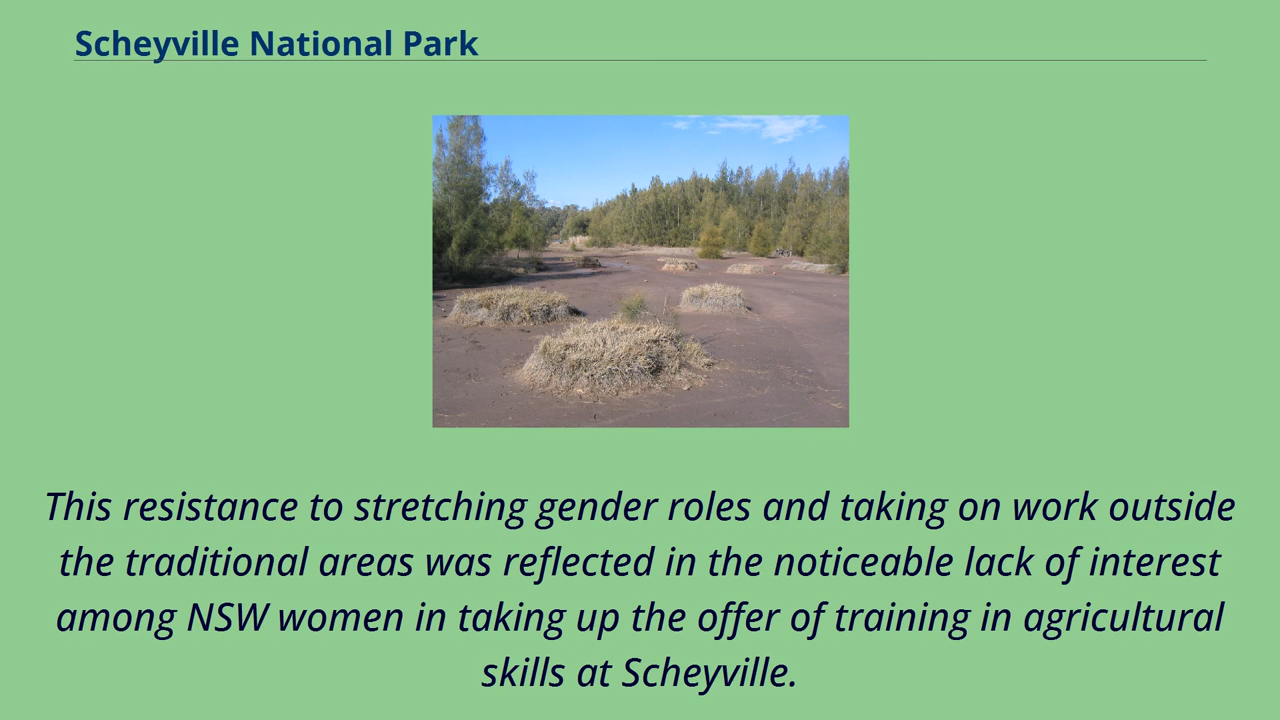 Scheyville National Park
This resistance to stretching gender roles and taking on work outside
the traditional areas was reflected in the noticeable lack of interest
among NSW women in taking up the offer of training in agricultural
skills at Scheyville.